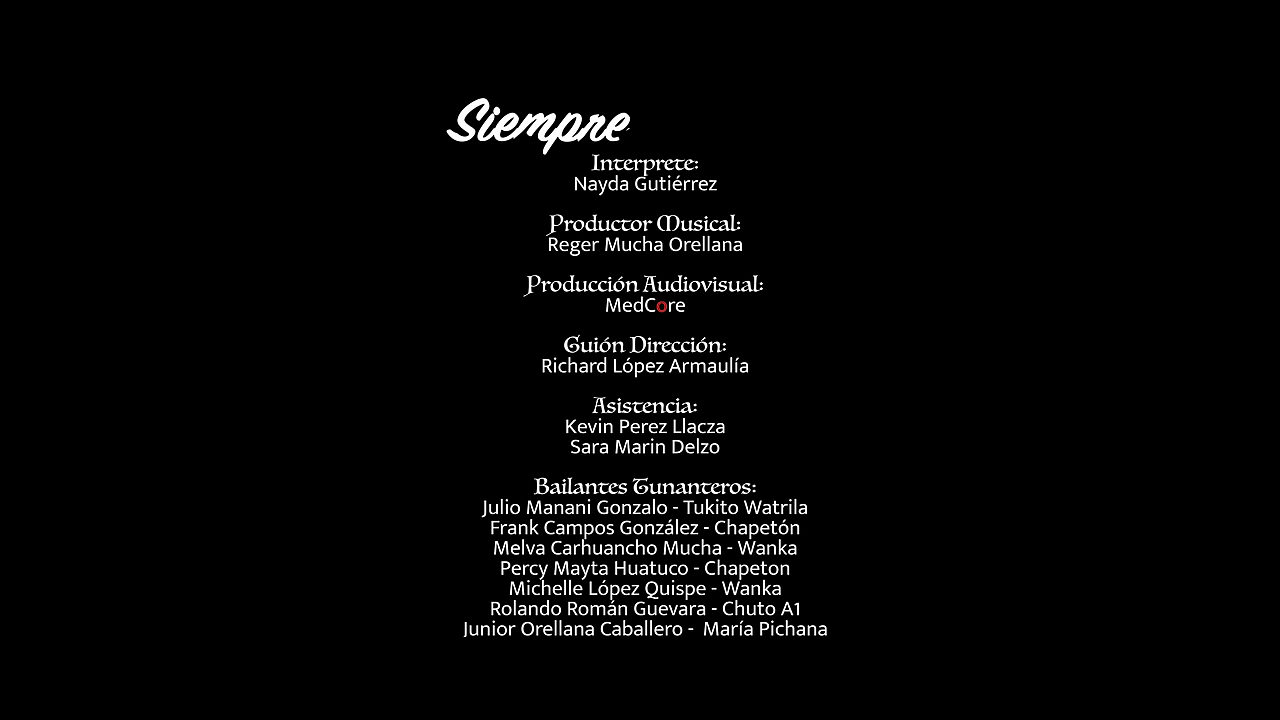 Siempre
Interprete:
Nayda Gutiérrez
Productor Musical:
Reger Mucha Orellana
Producción Audiovisual:
MedCore
Guión Dirección:
Richard López Armaulía
Asistencia:
Kevin Perez Llacza
Sara Marin Delzo
Bailantes Tunanteros:
Julio Manani Gonzalo - Tukito Watrila
Frank Campos González - Chapetón
Melva Carhuancho Mucha - Wanka
Percy Mayta Huatuco - Chapeton
Michelle López Quispe - Wanka
Rolando Román Guevara - Chuto A1
Junior Orellana Caballero -  María Pichana